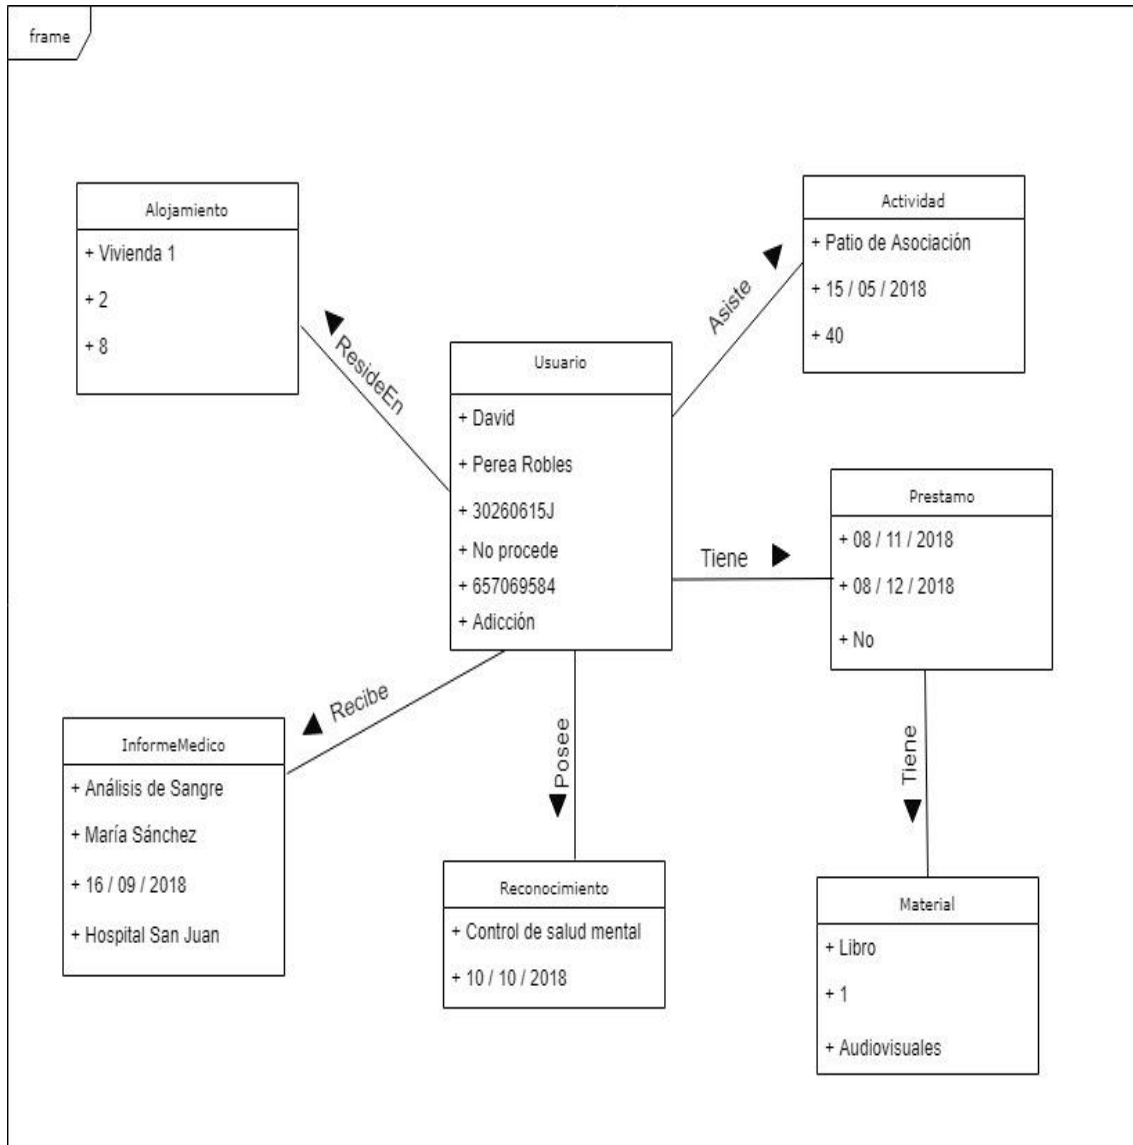 frame
Alojamiento
+ Vivienda 1
+ 2
+ 8
Actividad
+ Patio de Asociación
+ 15 / 05 / 2018
+ 40
ResideEn
Asiste
Usuario
+ David
+ Perea Robles
+ 30260615J
+ No procede
+ 657069584
+ Adicción
Tiene
Prestamo
+ 08 / 11 / 2018
+ 08 / 12 / 2018
+ No
Recibe
Posee
Tiene
InformeMedico
+ Análisis de Sangre
+ María Sánchez
+ 16 / 09 / 2018
+ Hospital San Juan
Reconocimiento
+ Control de salud mental
+ 10 / 10 / 2018
Material
+ Libro
+ 1
+ Audiovisuales